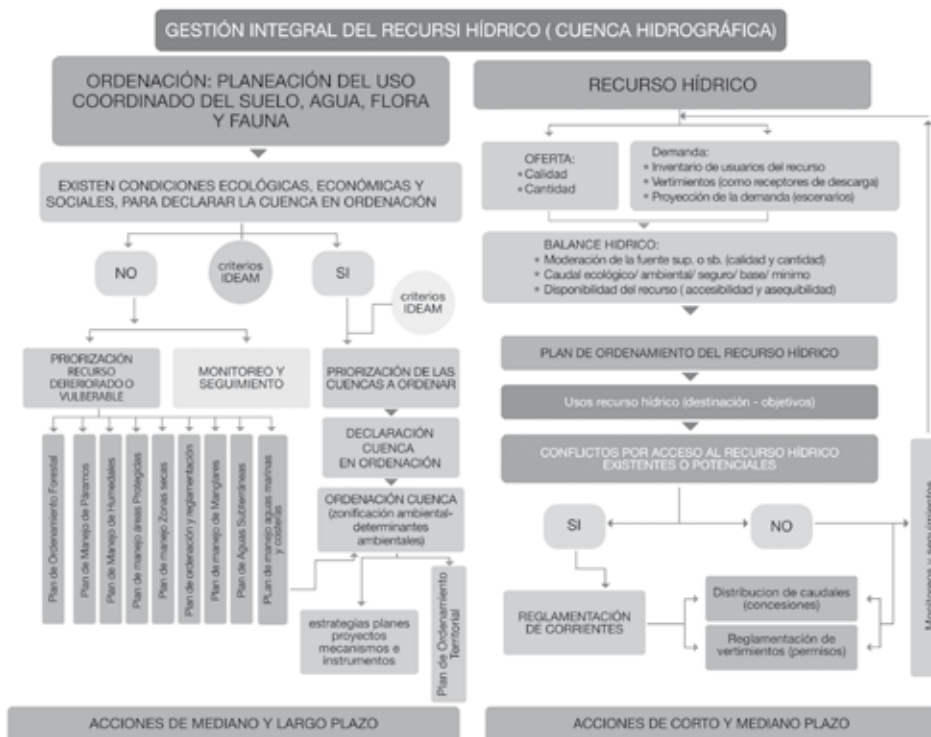 GESTIÓN INTEGRAL DEL RECURSI HÍDRICO ( CUENCA HIDROGRÁFICA)
ORDENACIÓN: PLANEACIÓN DEL USO
COORDINADO DEL SUELO, AGUA, FLORA
Y FAUNA
EXISTEN CONDICIONES ECOLÓGICAS, ECONÓMICAS Y
SOCIALES, PARA DECLARAR LA CUENCA EN ORDENACIÓN
NO
criterios
IDEAM
SI
criterios
IDEAM
PRIORIZACIÓN
RECURSO
DERERIORADO O
VULBERABLE
MONITOREO Y
SEGUIMIENTO
PRIORIZACIÓN DE LAS
CUENCAS A ORDENAR
DECLARACIÓN
CUENCA
EN ORDENACIÓN
ORDENACIÓN CUENCA
(zonificación ambiental-
determinantes
ambientales)
Plan de Ordenamiento Forestal
Plan de Manejo de Páramos
Plan de Manejo de Humedales
Plan de manejo áreas Protegidas
Plan de manejo Zonas secas
Plan de ordenación y reglamentación
Plan de manejo de Manglares
Plan de Aguas Subterráneas
PLan de manejo aguas marinas
y costeras
estrategias planes
proyectos
mecanismos e
instrumentos
Plan de Ordenamiento
Territorial
ACCIONES DE MEDIANO Y LARGO PLAZO
RECURSO HÍDRICO
OFERTA:
• Calidad
• Cantidad
Demanda:
• Inventario de usuarios del recurso
• Vertimientos (como receptores de descarga)
• Proyección de la demanda (escenarios)
BALANCE HIDRICO:
• Moderación de la fuente sup. o sb. (calidad y cantidad)
• Caudal ecológico/ ambiental/ seguro/ base/ mínimo
• Disponibilidad del recurso ( accesibilidad y asequibilidad)
PLAN DE ORDENAMIENTO DEL RECURSO HÍDRICO
Usos recurso hídrico (destinación - objetivos)
CONFLICTOS POR ACCESO AL RECURSO HÍDRICO
EXISTENTES O POTENCIALES
SI
NO
REGLAMENTACIÓN
DE CORRIENTES
Distribucion de caudales
(concesiones)
Reglamentación de
vertimientos (permisos)
Monitoreos y seguimientos
ACCIONES DE CORTO Y MEDIANO PLAZO